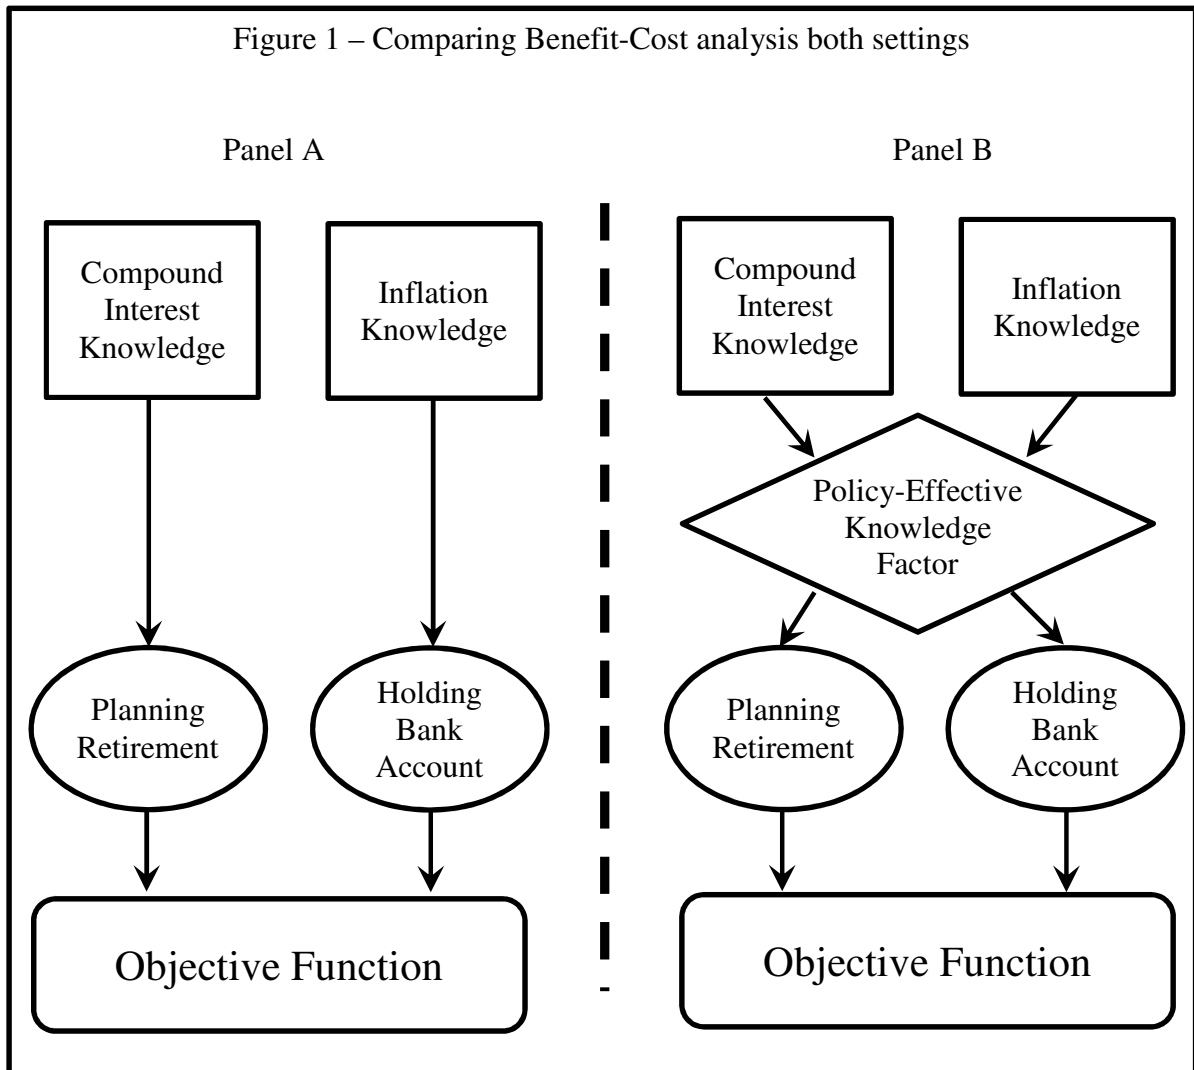 Figure 1 – Comparing Benefit-Cost analysis both settings
Panel A
Compound
Interest
Knowledge
Inflation
Knowledge
Planning
Retirement
Holding
Bank
Account
Objective Function
Panel B
Compound
Interest
Knowledge
Inflation
Knowledge
Policy-Effective
Knowledge
Factor
Planning
Retirement
Holding
Bank
Account
Objective Function